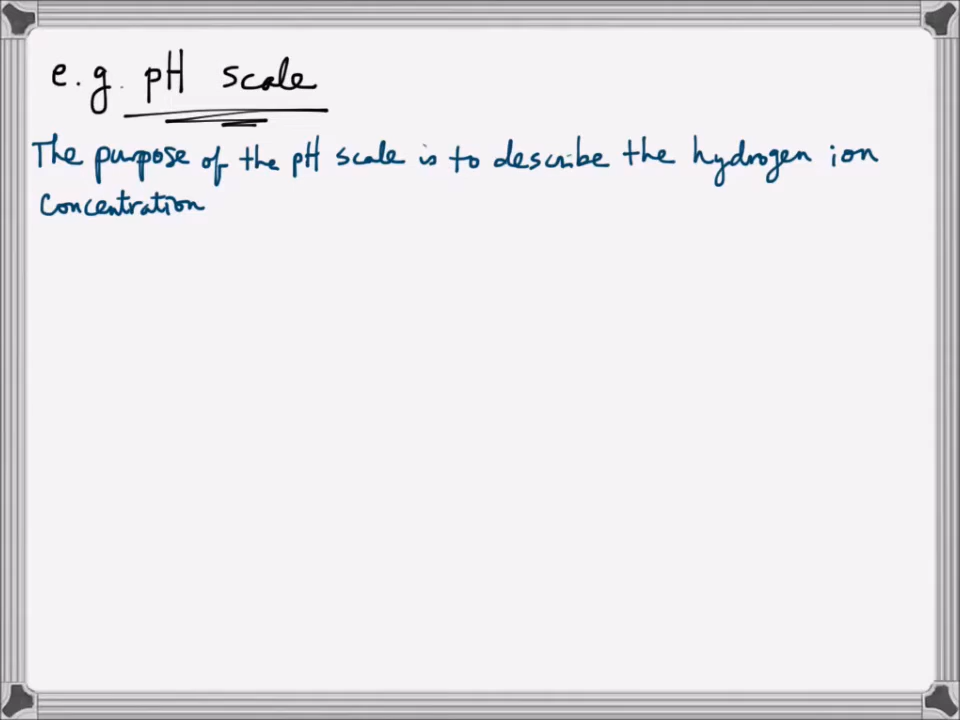 e.g. pH scale
The purpose of the pH scale is to describe the hydrogen ion
concentration